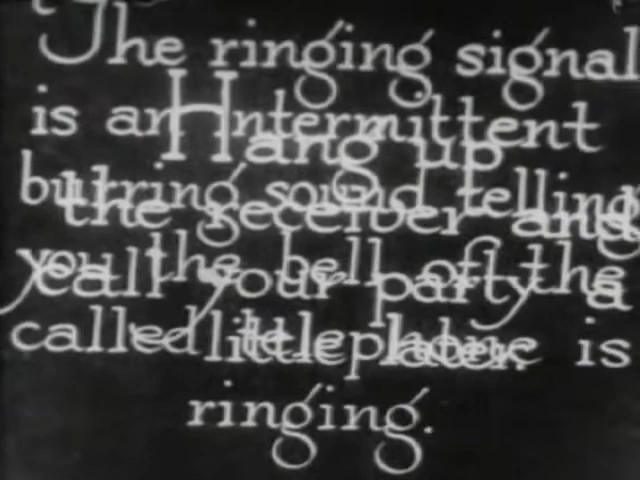 The ringing signal
is an intermittent
Hang up
burring sound telling
the receiver and
you the bell of the
call your party a
called telephone is
little later.
ringing.